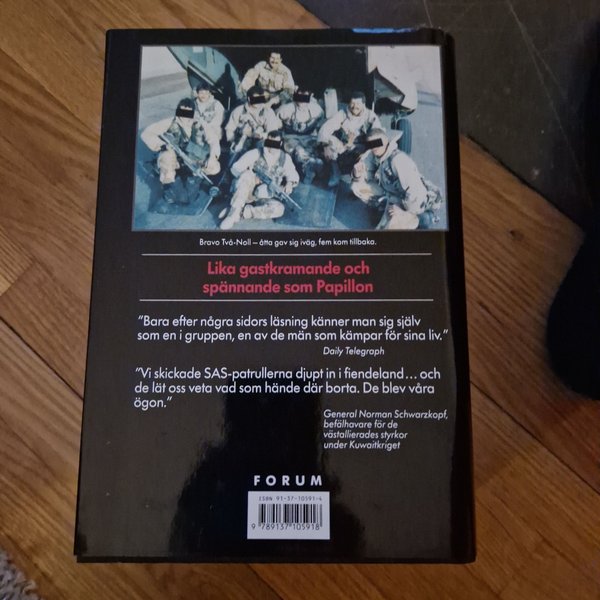 Bravo Två-Noll – åtta gav sig iväg, fem kom tillbaka.
Lika gastkramande och
spännande som Papillon
”Bara efter några sidors läsning känner man sig själv
som en i gruppen, en av de män som kämpar för sina liv.”
Daily Telegraph
”Vi skickade SAS-patrullerna djupt in i fiendeland ... och
de lät oss veta vad som hände där borta. De blev våra
ögon.”
General Norman Schwarzkopf,
befälhavare för de
västallierades styrkor
under Kuwaitkriget
FORUM
ISBN 91-37-10591-4
9 789137 105918